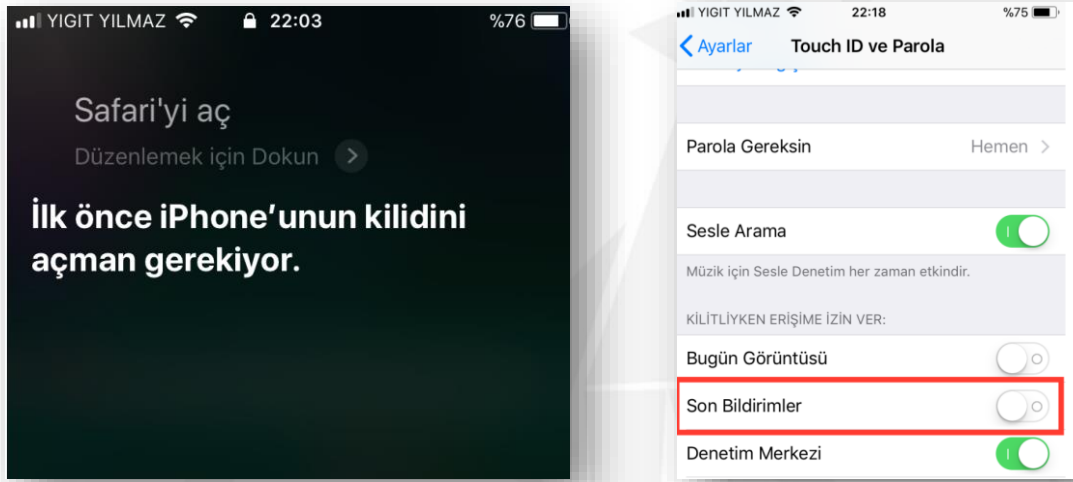 YIGIT YILMAZ 22:03 %76
Safari'yi aç
Düzenlemek için Dokun
İlk önce iPhone’unun kilidini
açman gerekiyor.
YIGIT YILMAZ 22:18 %75
Ayarlar Touch ID ve Parola
Parola Gereksin Hemen
Sesle Arama
Müzik için Sesle Denetim her zaman etkindir.
KİLİTLİYKEN ERİŞİME İZİN VER:
Bugün Görüntüsü
Son Bildirimler
Denetim Merkezi